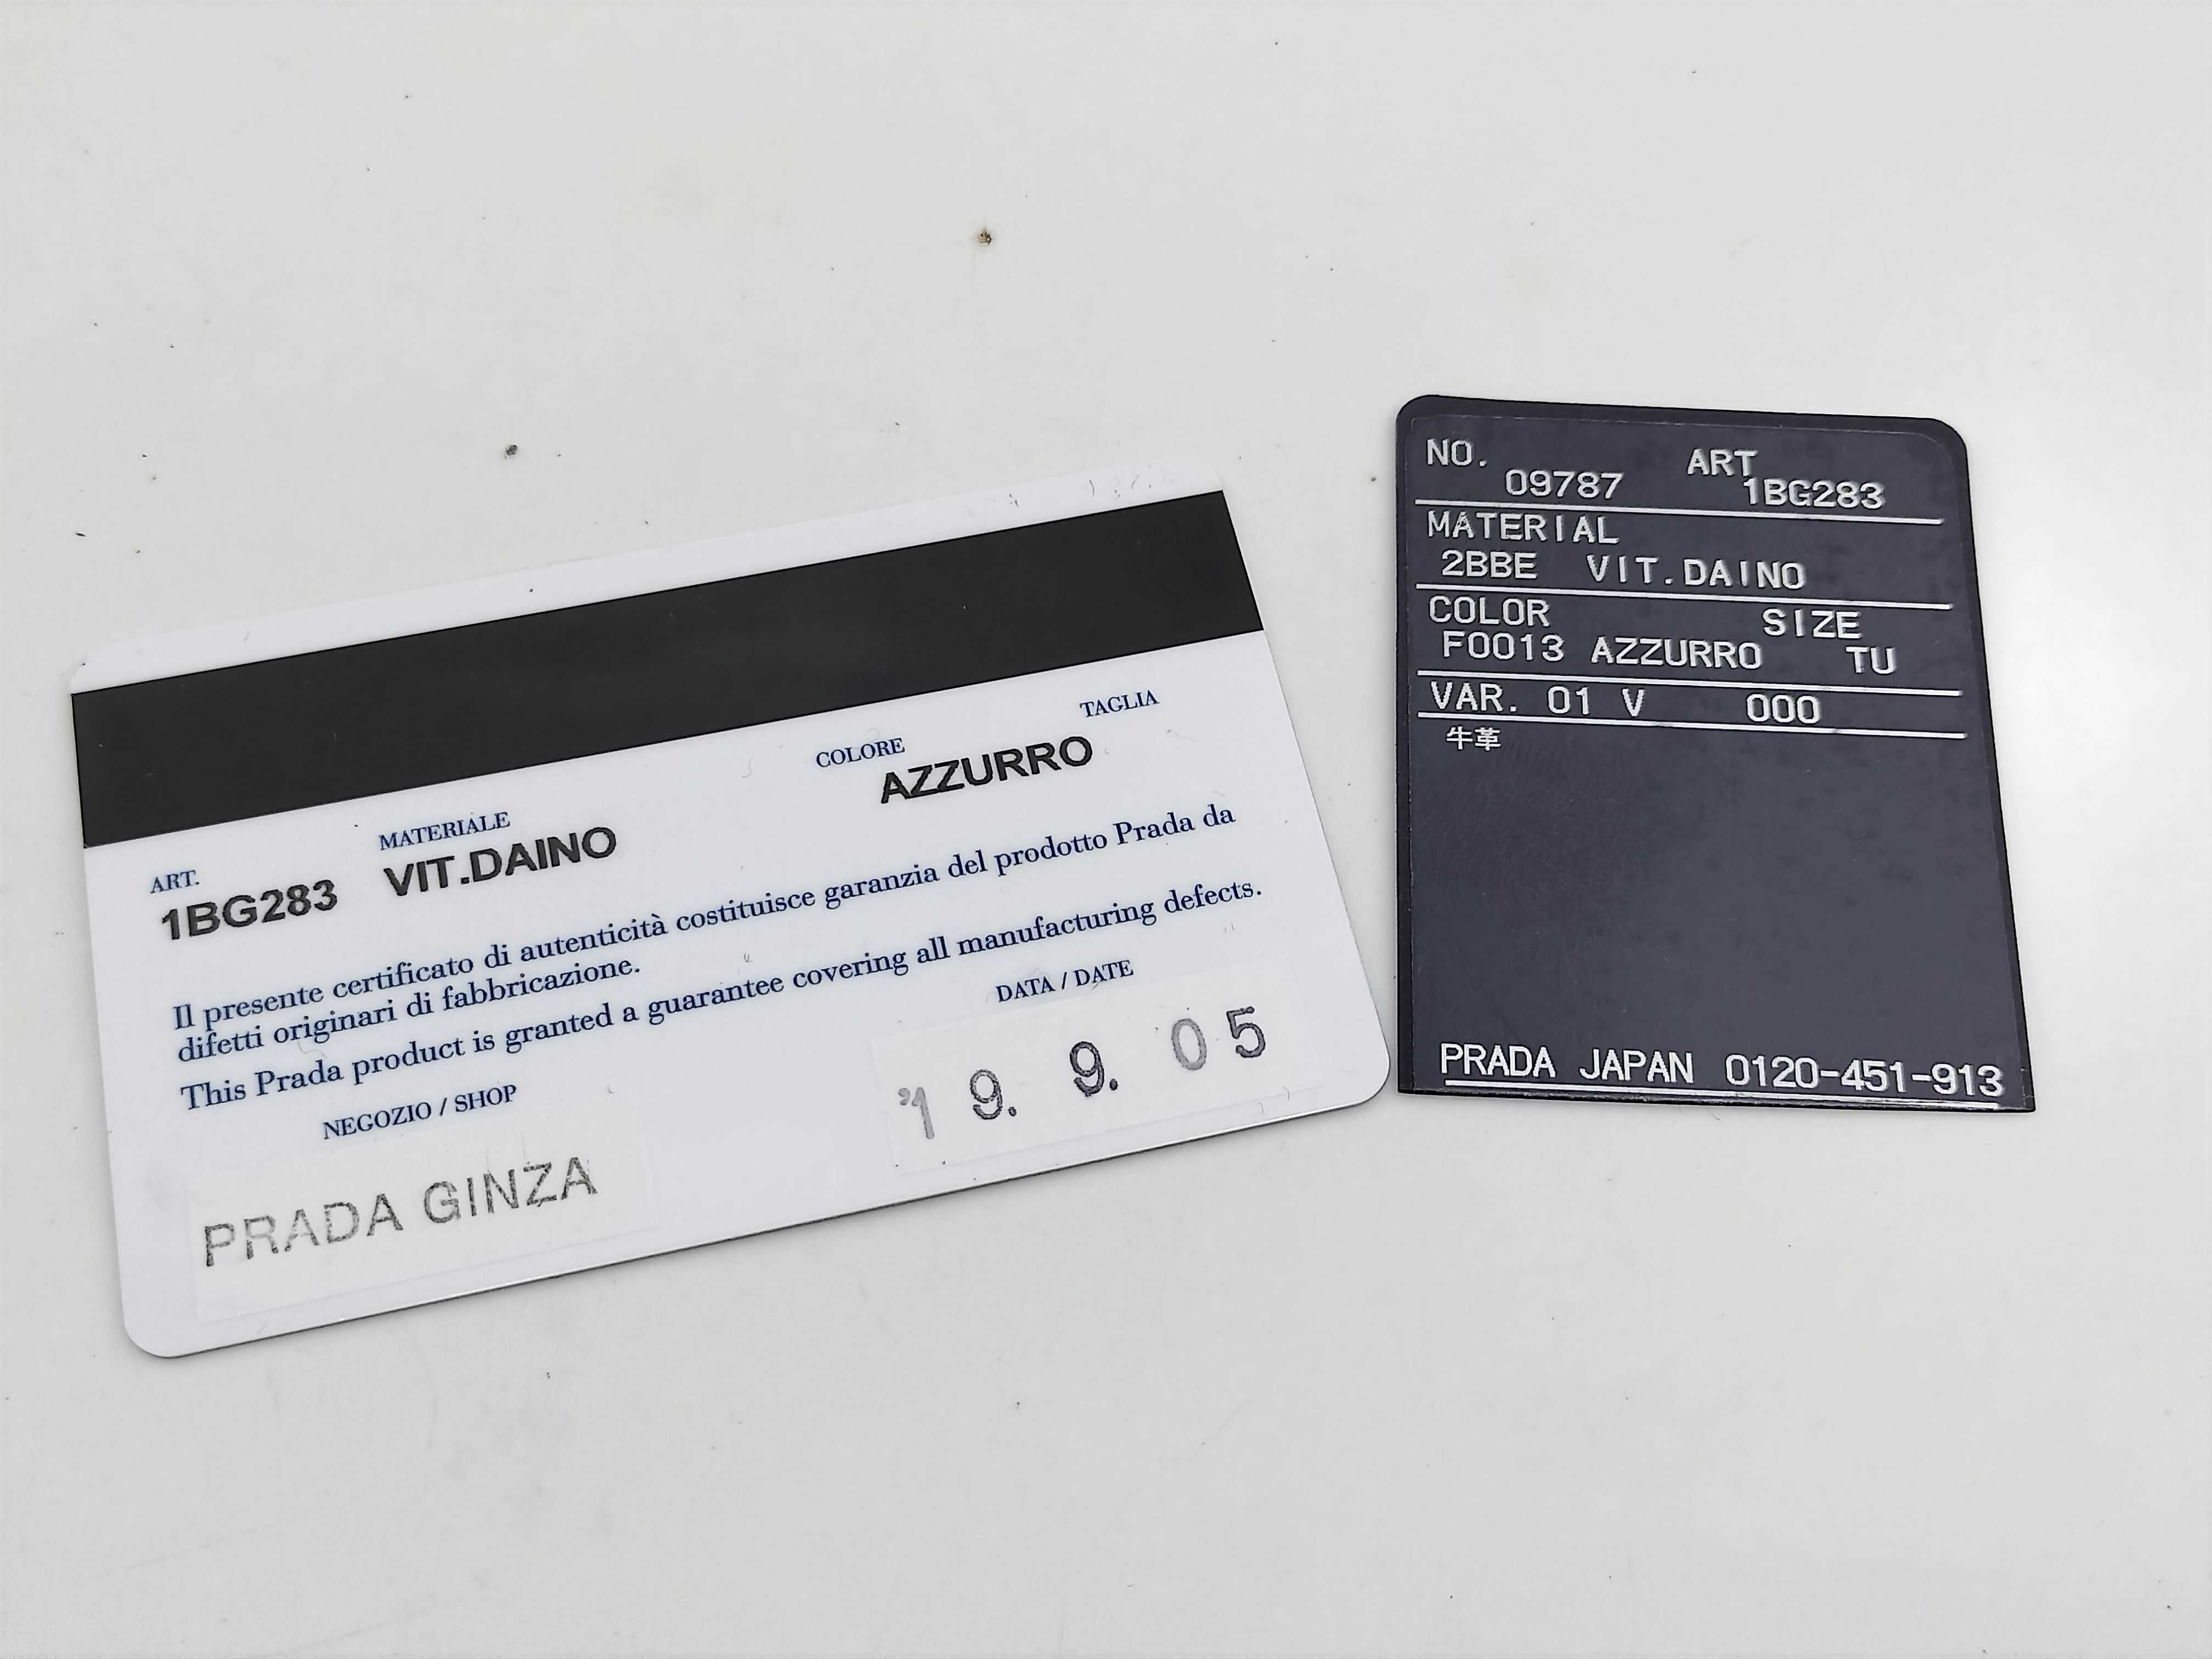 ART.
MATERIALE
COLORE
TAGLIA
1BG283
VIT.DAINO
AZZURRO
Il presente certificato di autenticità costituisce garanzia del prodotto Prada da
difetti originari di fabbricazione.
This Prada product is granted a guarantee covering all manufacturing defects.
NEGOZIO / SHOP
DATA / DATE
PRADA GINZA
'19. 9. 05
NO.
ART
09787
1BG283
MATERIAL
2BBE VIT.DAINO
COLOR
SIZE
F0013 AZZURRO
TU
VAR. 01 V 000
牛革
PRADA JAPAN 0120-451-913